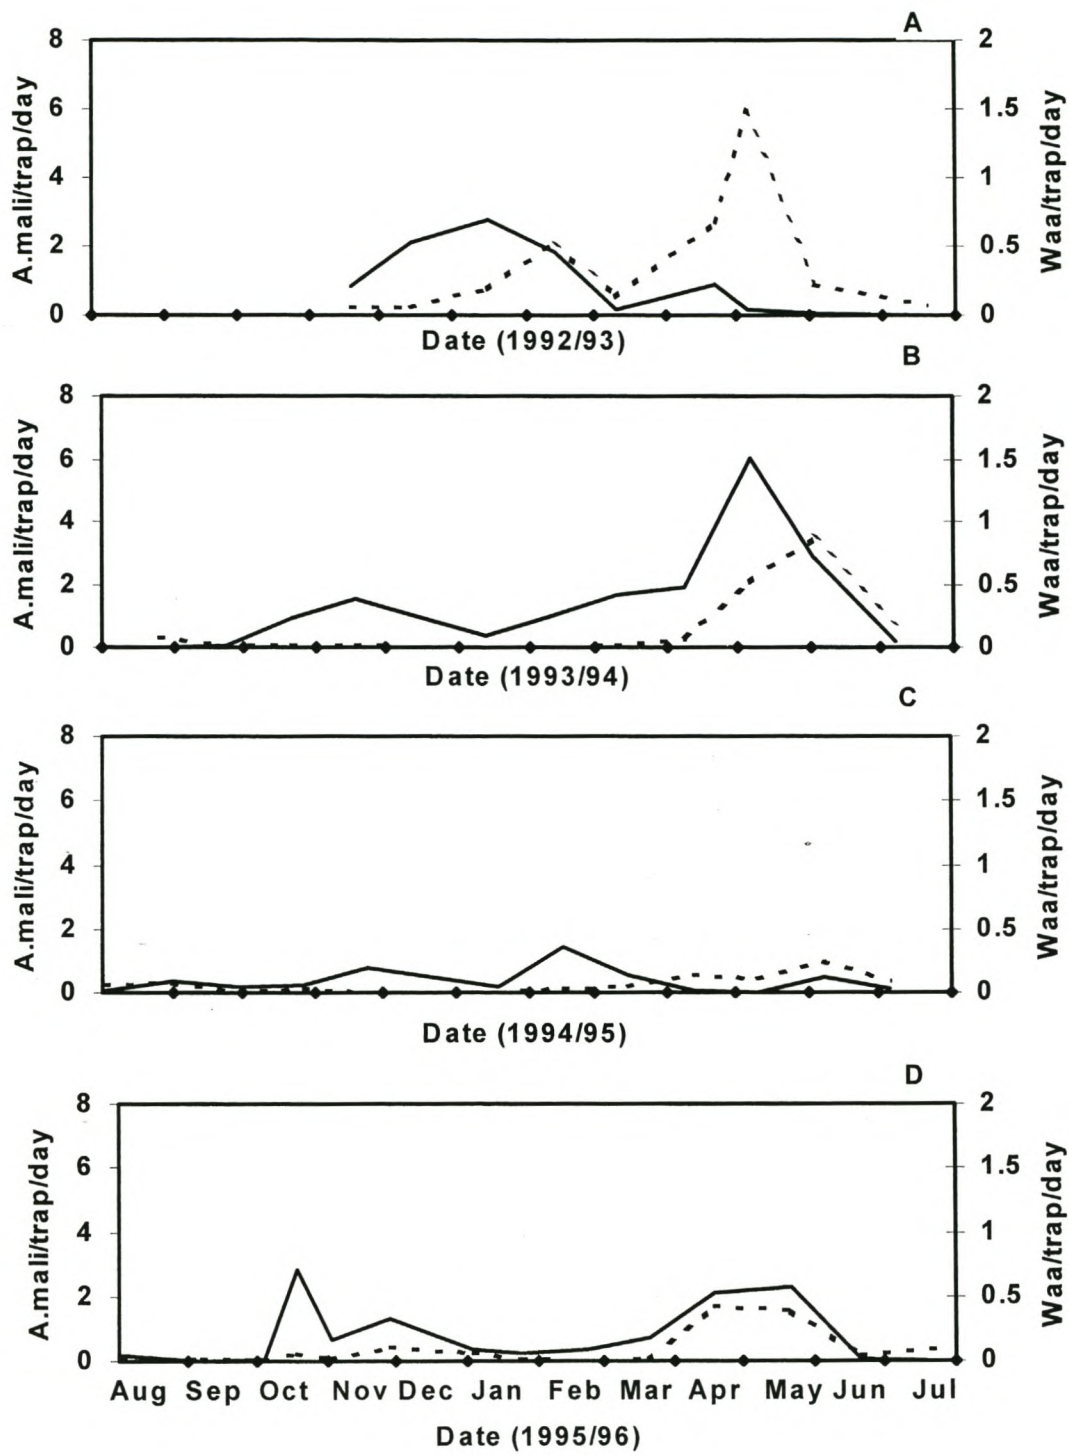 A
8
6
4
2
0
A.mali/trap/day
2
1.5
1
0.5
0
Waa/trap/day
Date (1992/93)
B
8
6
4
2
0
A.mali/trap/day
2
1.5
1
0.5
0
Waa/trap/day
Date (1993/94)
C
8
6
4
2
0
A.mali/trap/day
2
1.5
1
0.5
0
Waa/trap/day
Date (1994/95)
D
8
6
4
2
0
A.mali/trap/day
2
1.5
1
0.5
0
Waa/trap/day
Aug Sep Oct Nov Dec Jan Feb Mar Apr May Jun Jul
Date (1995/96)